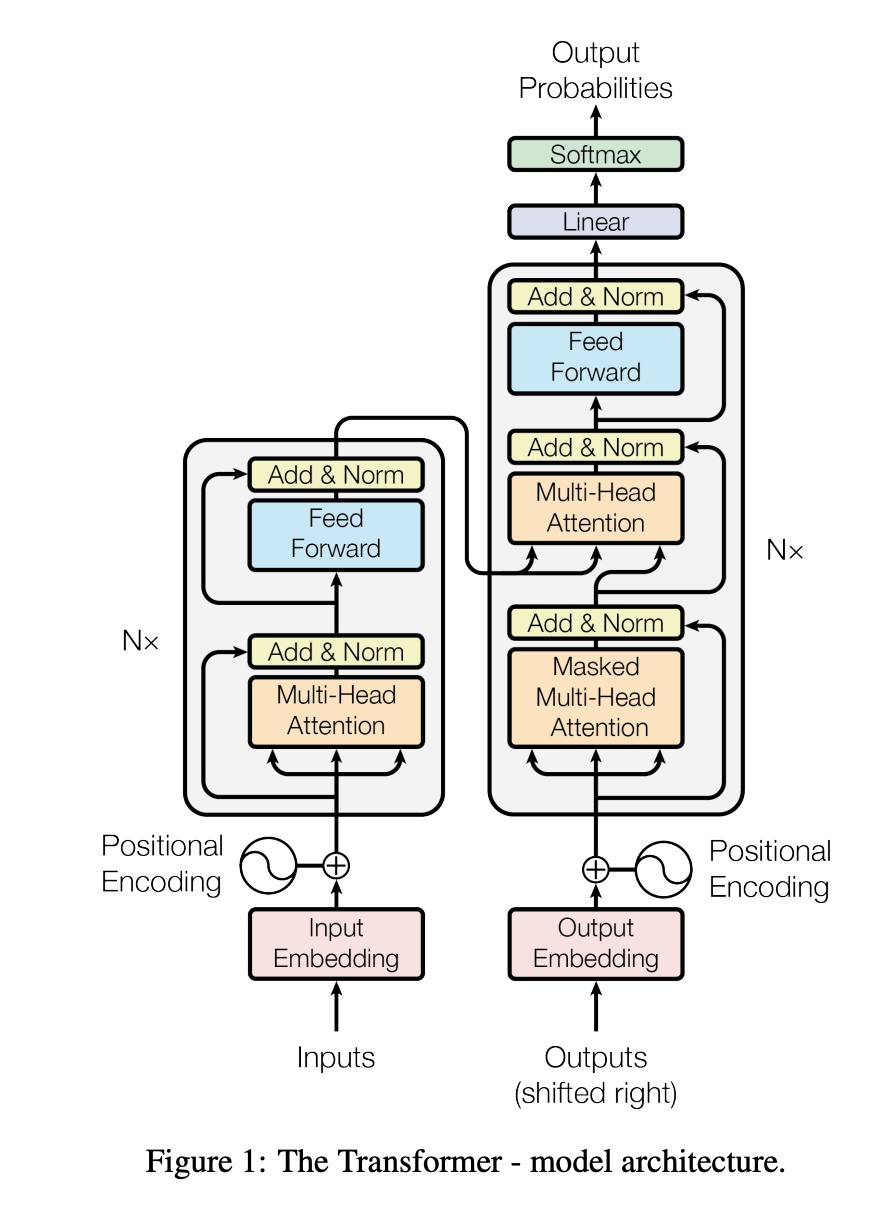 Output
Probabilities
Softmax
Linear
Add & Norm
Feed
Forward
Add & Norm
Multi-Head
Attention
Add & Norm
Masked
Multi-Head
Attention
N×
Add & Norm
Feed
Forward
Add & Norm
Multi-Head
Attention
N×
Positional
Encoding
Positional
Encoding
Input
Embedding
Output
Embedding
Inputs
Outputs
(shifted right)
Figure 1: The Transformer - model architecture.